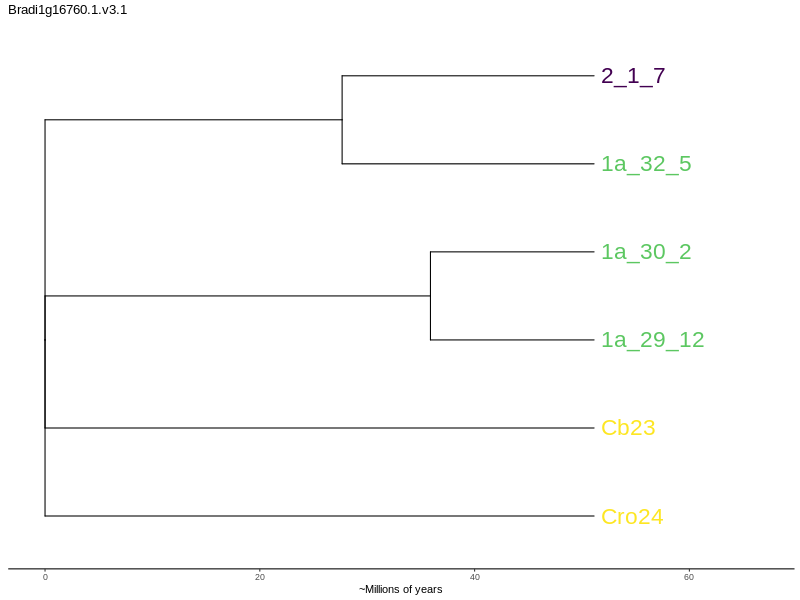 Bradi1g16760.1.v3.1
2_1_7
1a_32_5
1a_30_2
1a_29_12
Cb23
Cro24
0 20 40 60
~Millions of years